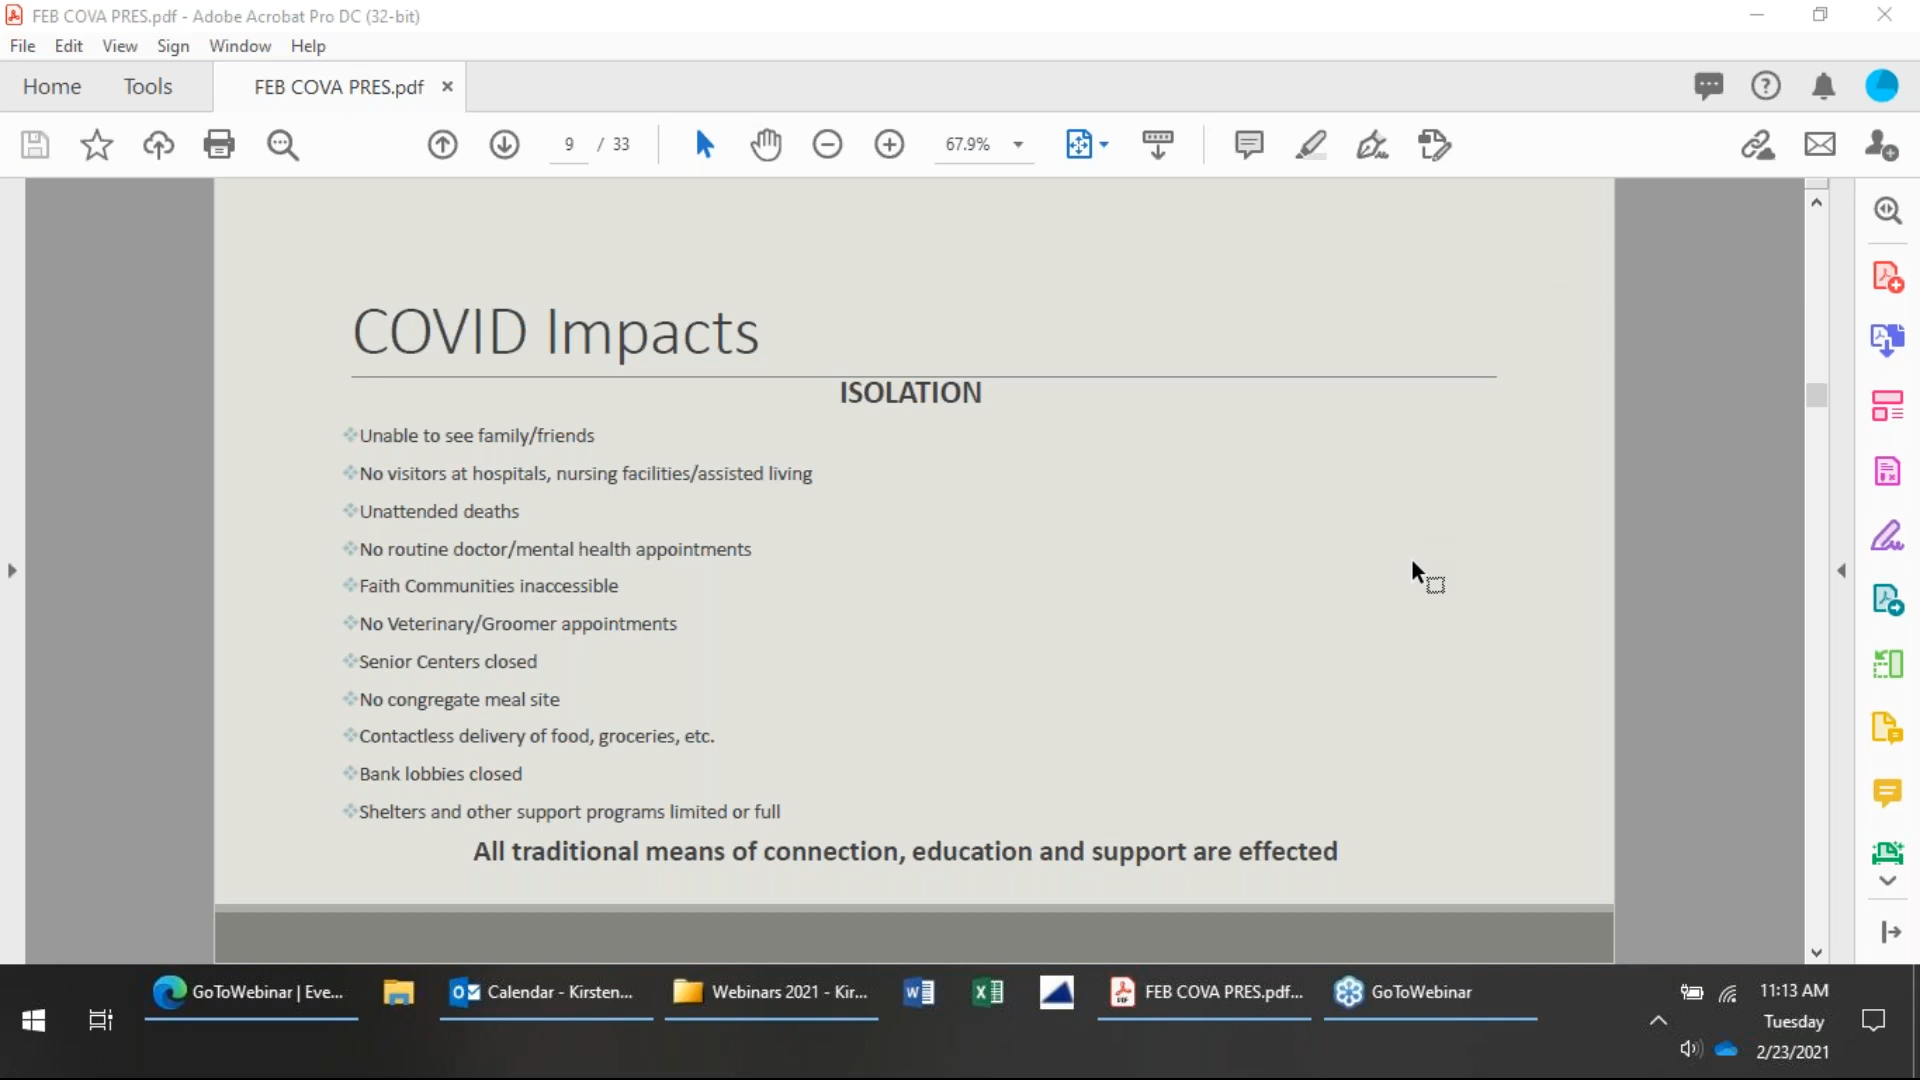 FEB COVA PRES.pdf - Adobe Acrobat Pro DC (32-bit)
File Edit View Sign Window Help
Home Tools FEB COVA PRES.pdf ×
9 / 33 67.9%
COVID Impacts
ISOLATION
Unable to see family/friends
No visitors at hospitals, nursing facilities/assisted living
Unattended deaths
No routine doctor/mental health appointments
Faith Communities inaccessible
No Veterinary/Groomer appointments
Senior Centers closed
No congregate meal site
Contactless delivery of food, groceries, etc.
Bank lobbies closed
Shelters and other support programs limited or full
All traditional means of connection, education and support are effected
GoToWebinar | Eve... Calendar - Kirsten... Webinars 2021 - Kir... FEB COVA PRES.pdf... GoToWebinar
11:13 AM
Tuesday
2/23/2021